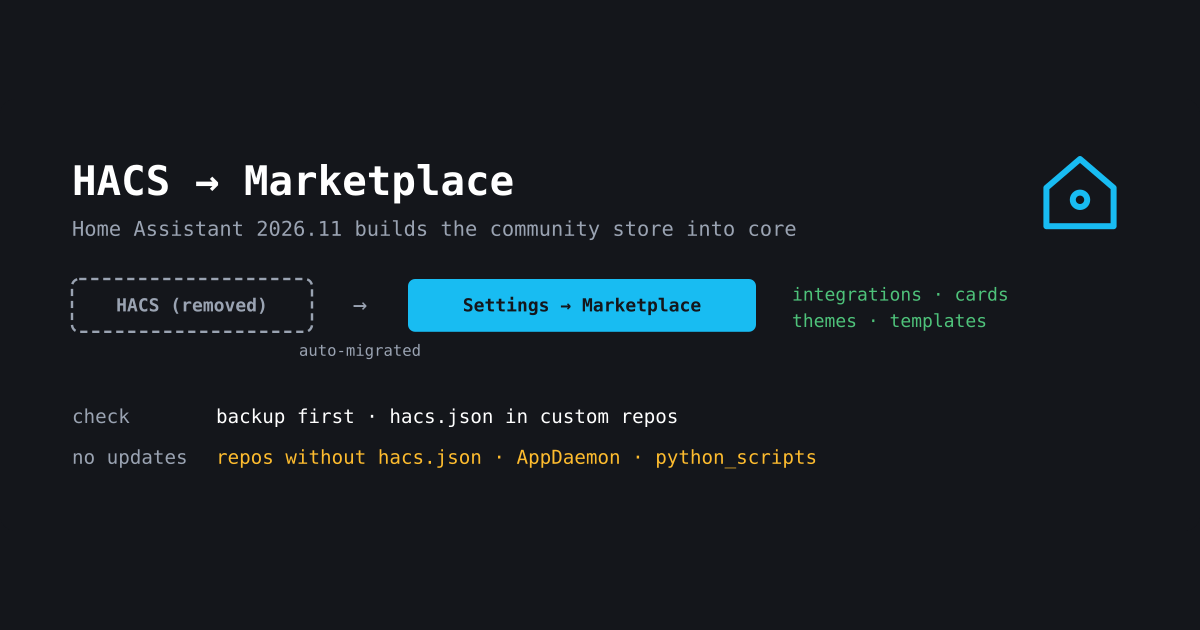 HACS → Marketplace
Home Assistant 2026.11 builds the community store into core
HACS (removed)
→
Settings → Marketplace
integrations · cards
themes · templates
auto-migrated
check backup first · hacs.json in custom repos
no updates repos without hacs.json · AppDaemon · python_scripts